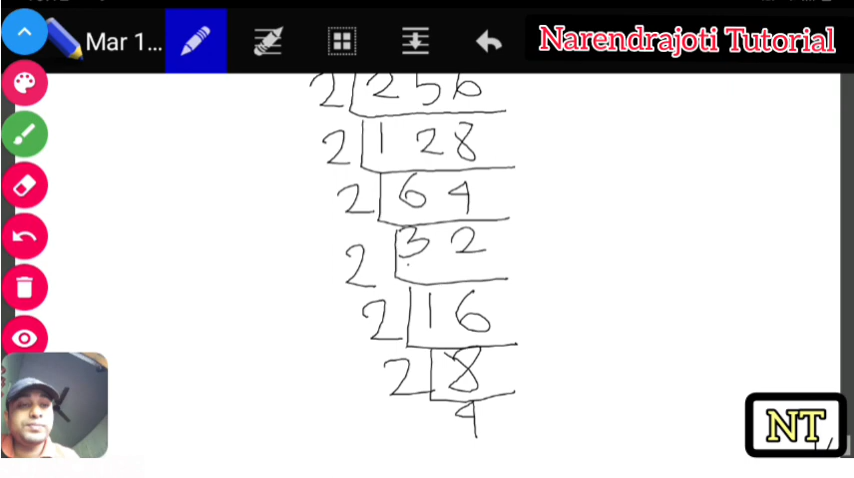 Mar 1...
Narendrajoti Tutorial
2 256
2 128
2 64
2 32
2 16
2 8
4
NT